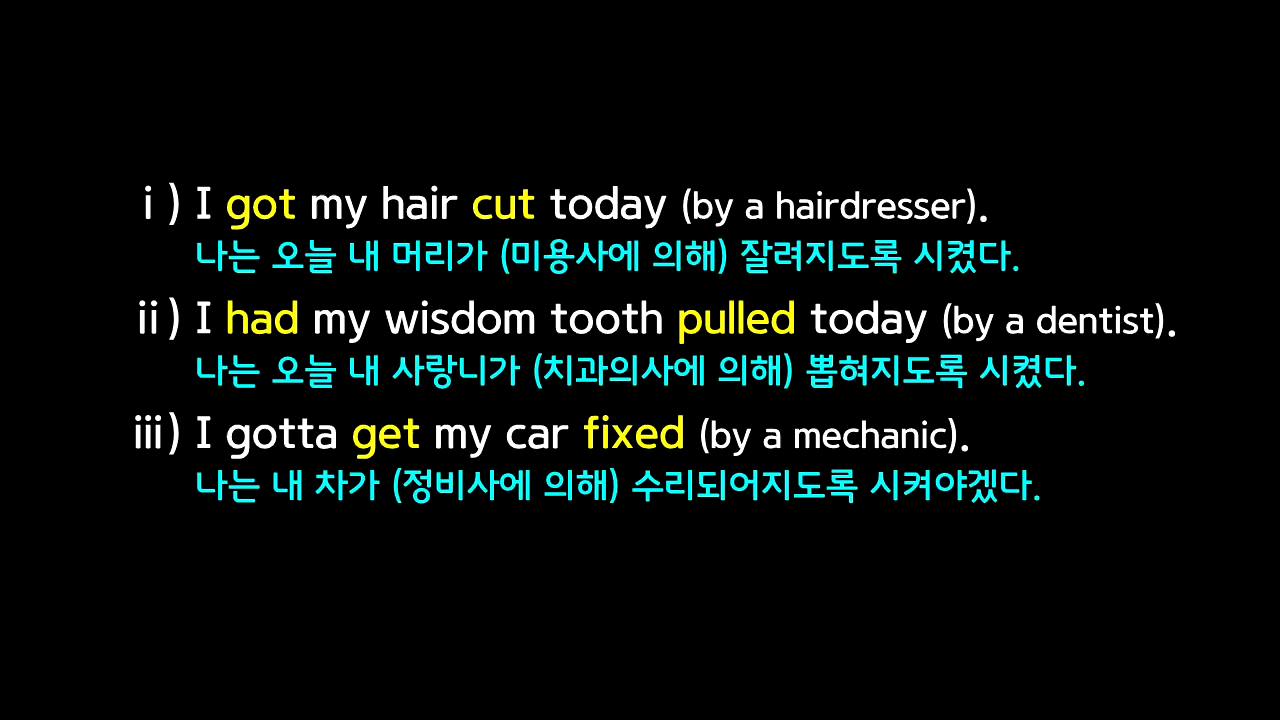 i ) I got my hair cut today (by a hairdresser).
나는 오늘 내 머리가 (미용사에 의해) 잘려지도록 시켰다.
ii ) I had my wisdom tooth pulled today (by a dentist).
나는 오늘 내 사랑니가 (치과의사에 의해) 뽑혀지도록 시켰다.
iii ) I gotta get my car fixed (by a mechanic).
나는 내 차가 (정비사에 의해) 수리되어지도록 시켜야겠다.